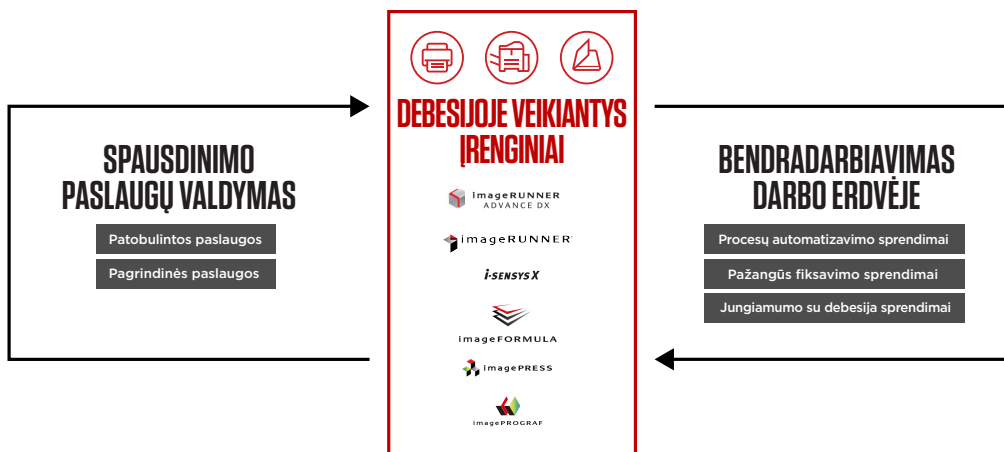 SPAUSDINIMO
PASLAUGŲ VALDYMAS
Patobulintos paslaugos
Pagrindinės paslaugos
DEBESIJOJE VEIKIANTYS
ĮRENGINIAI
imageRUNNER
ADVANCE DX
imageRUNNER
i-SENSYS X
imageFORMULA
imagePRESS
imagePROGRAF
BENDRADARBIAVIMAS
DARBO ERDVĖJE
Procesų automatizavimo sprendimai
Pažangūs fiksavimo sprendimai
Jungiamumo su debesija sprendimai